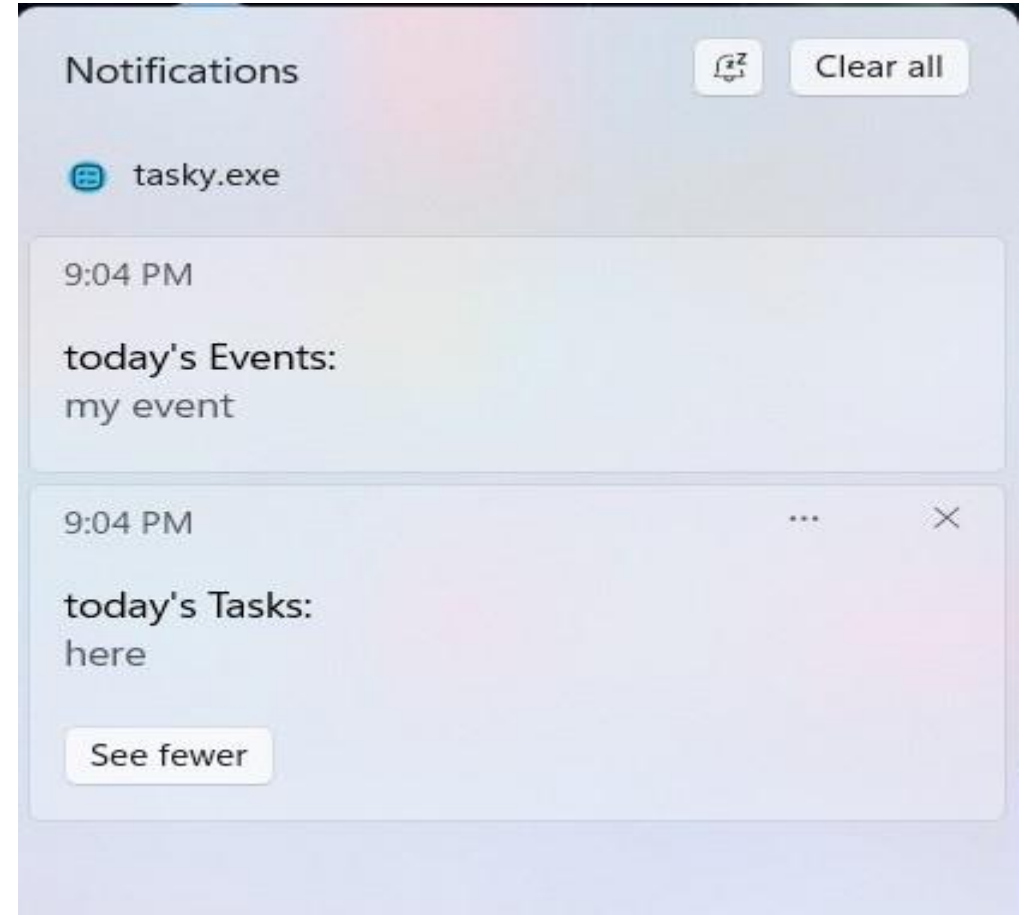 Notifications
Clear all
tasky.exe
9:04 PM
today's Events:
my event
9:04 PM
today's Tasks:
here
See fewer